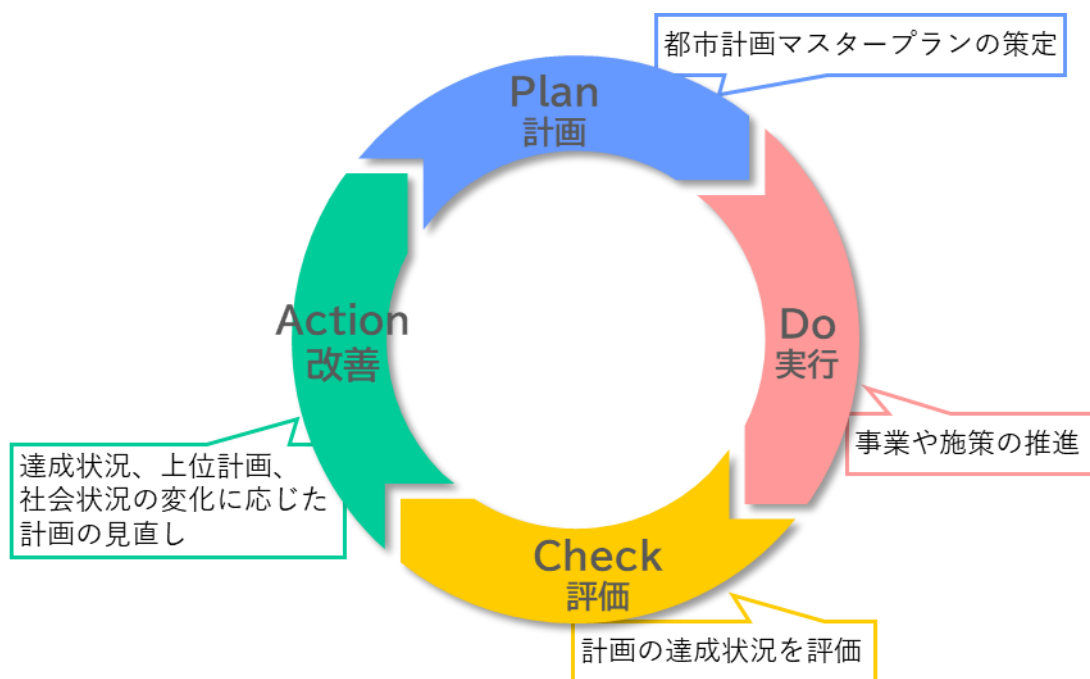 都市計画マスタープランの策定
Plan
計画
Do
実行
事業や施策の推進
Check
評価
計画の達成状況を評価
Action
改善
達成状況、上位計画、
社会状況の変化に応じた
計画の見直し